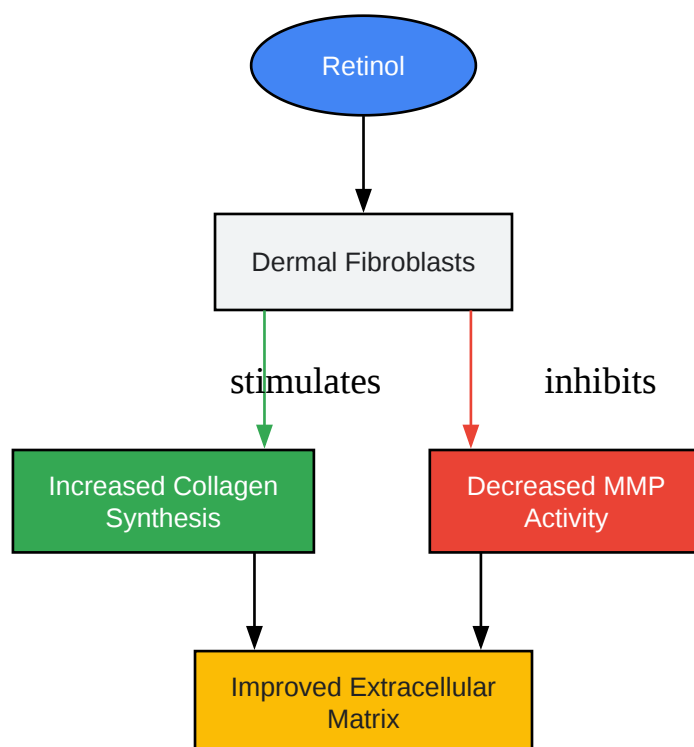 Retinol
Dermal Fibroblasts
stimulates
inhibits
Increased Collagen
Synthesis
Decreased MMP
Activity
Improved Extracellular
Matrix